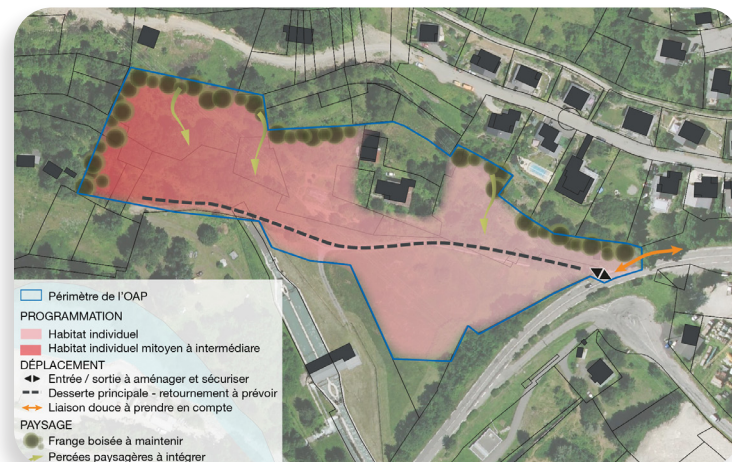 Périmètre de l'OAP
PROGRAMMATION
Habitat individuel
Habitat individuel mitoyen à intermédiare
DÉPLACEMENT
Entrée / sortie à aménager et sécuriser
Desserte principale - retournement à prévoir
Liaison douce à prendre en compte
PAYSAGE
Frange boisée à maintenir
Percées paysagères à intégrer